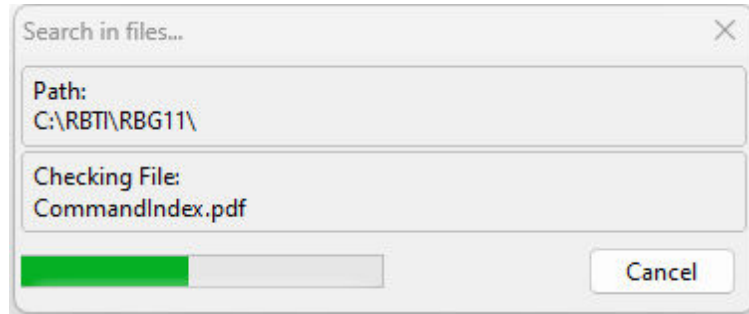 Search in files...
Path:
C:\RBTI\RBG11\
Checking File:
CommandIndex.pdf
Cancel